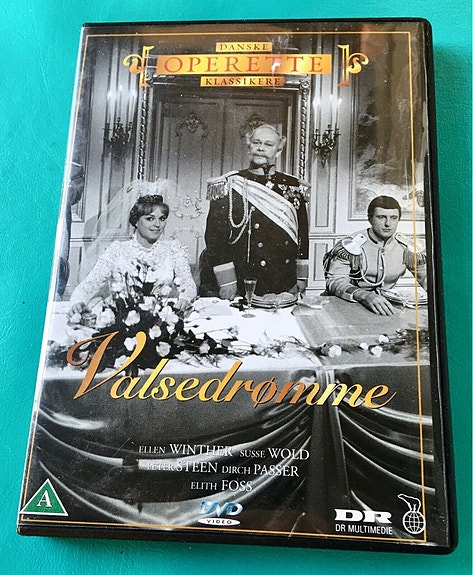 DANSKE
OPERETTE
KLASSIKERE
Valsedrømme
ELLEN WINTHER SUSSE WOLD
PETER STEEN DIRCH PASSER
ELITH FOSS
A
DVD
VIDEO
DR
DR MULTIMEDIE